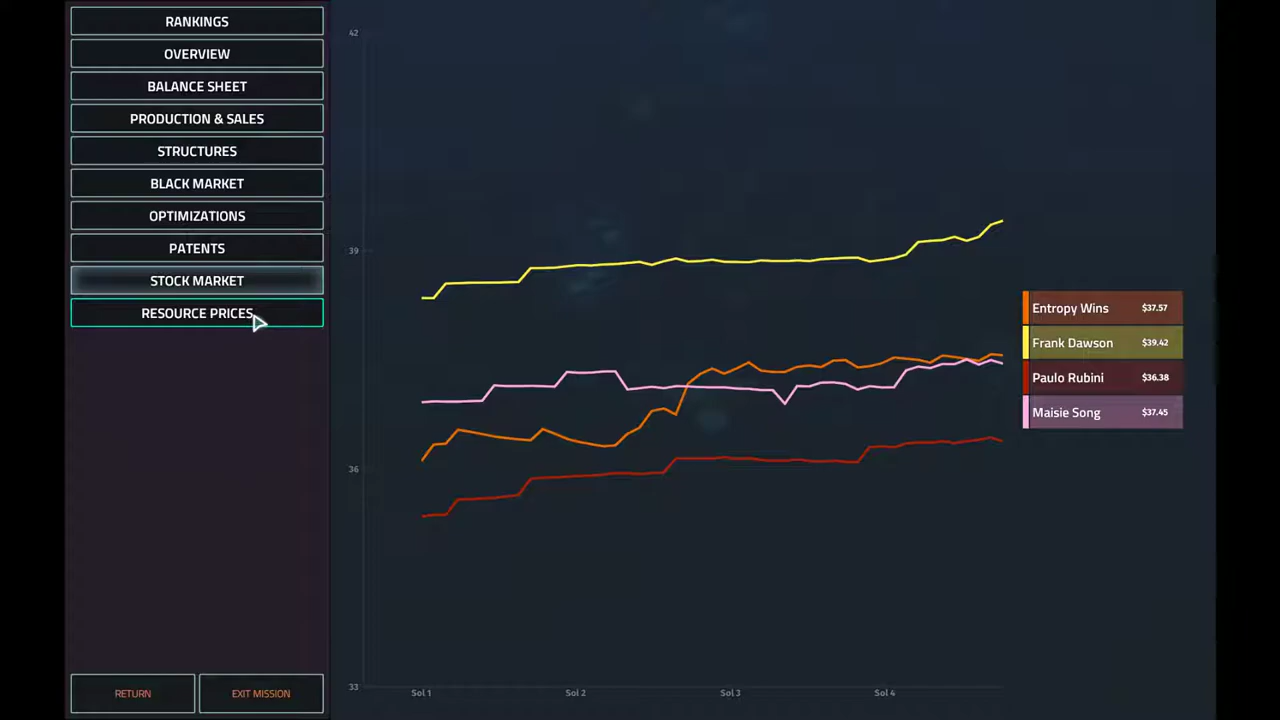 RANKINGS
OVERVIEW
BALANCE SHEET
PRODUCTION & SALES
STRUCTURES
BLACK MARKET
OPTIMIZATIONS
PATENTS
STOCK MARKET
RESOURCE PRICES
RETURN
EXIT MISSION
42
39
36
33
Sol 1
Sol 2
Sol 3
Sol 4
Entropy Wins $37.57
Frank Dawson $39.42
Paulo Rubini $36.38
Maisie Song $37.45